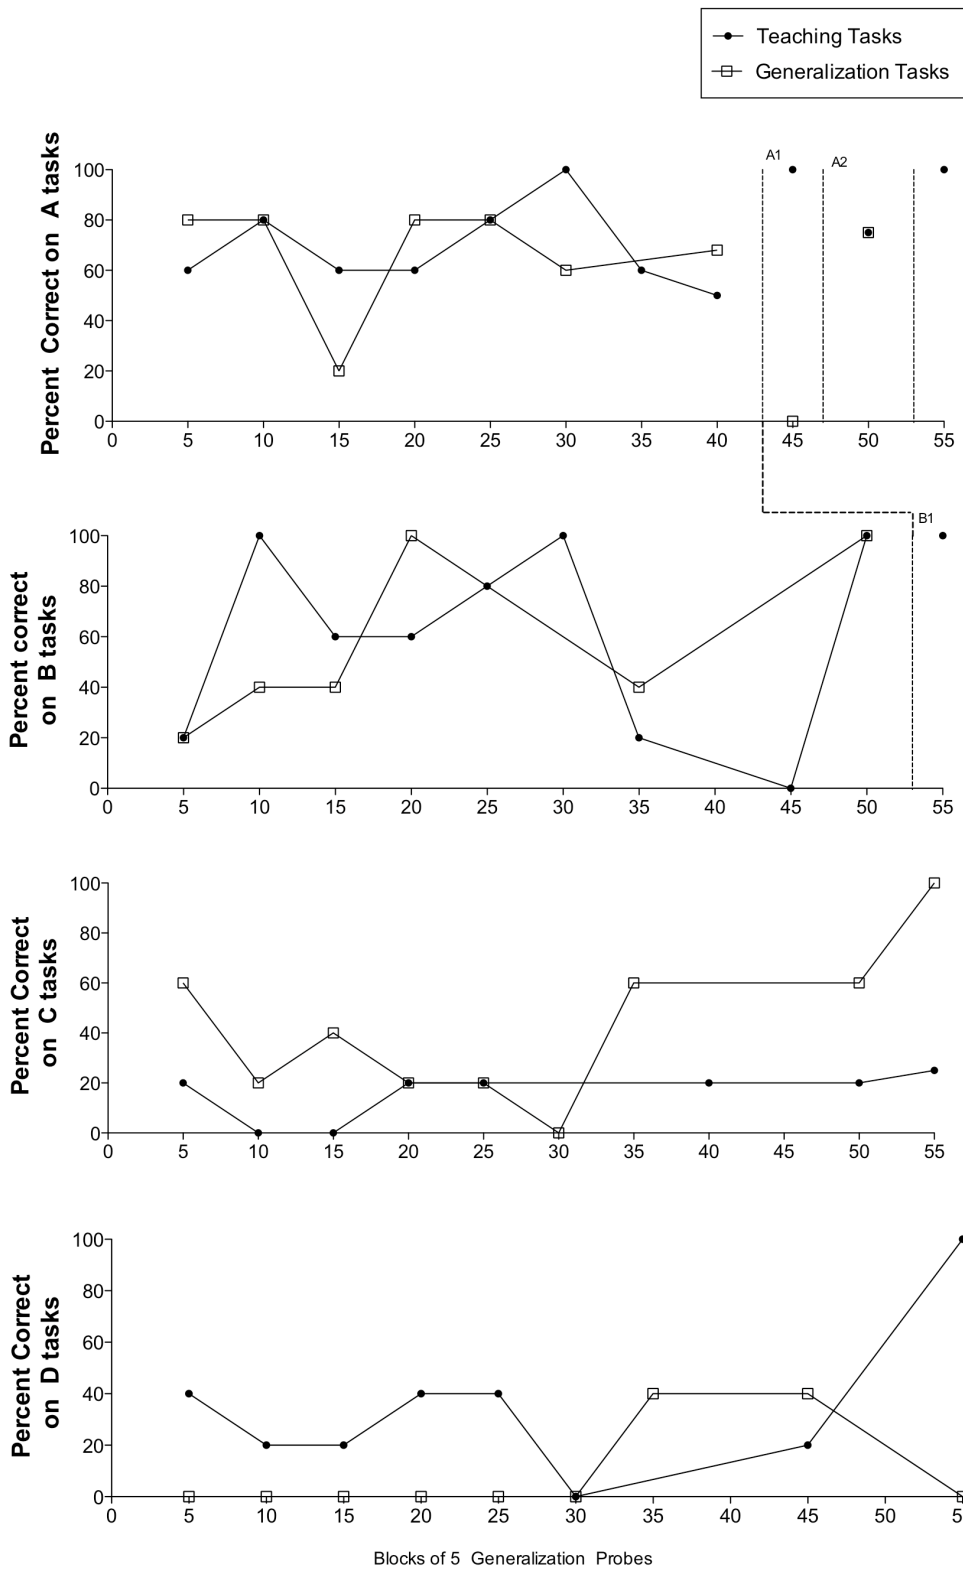 Teaching Tasks
Generalization Tasks
Percent Correct on A tasks
A1
A2
100
80
60
40
20
0
0 5 10 15 20 25 30 35 40 45 50 55
Percent correct
on B tasks
B1
100
80
60
40
20
0
0 5 10 15 20 25 30 35 40 45 50 55
Percent Correct
on C tasks
100
80
60
40
20
0
0 5 10 15 20 25 30 35 40 45 50 55
Percent Correct
on D tasks
100
80
60
40
20
0
0 5 10 15 20 25 30 35 40 45 50
Blocks of 5 Generalization Probes